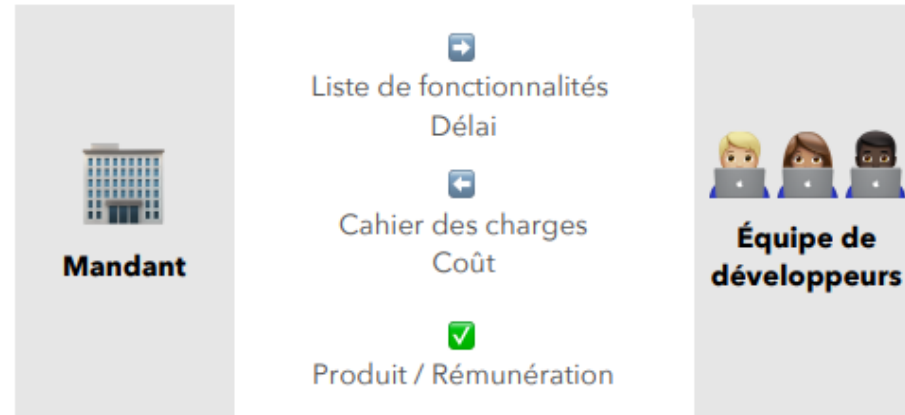 Mandant
Liste de fonctionnalités
Délai
Cahier des charges
Coût
Produit / Rémunération
Équipe de
développeurs